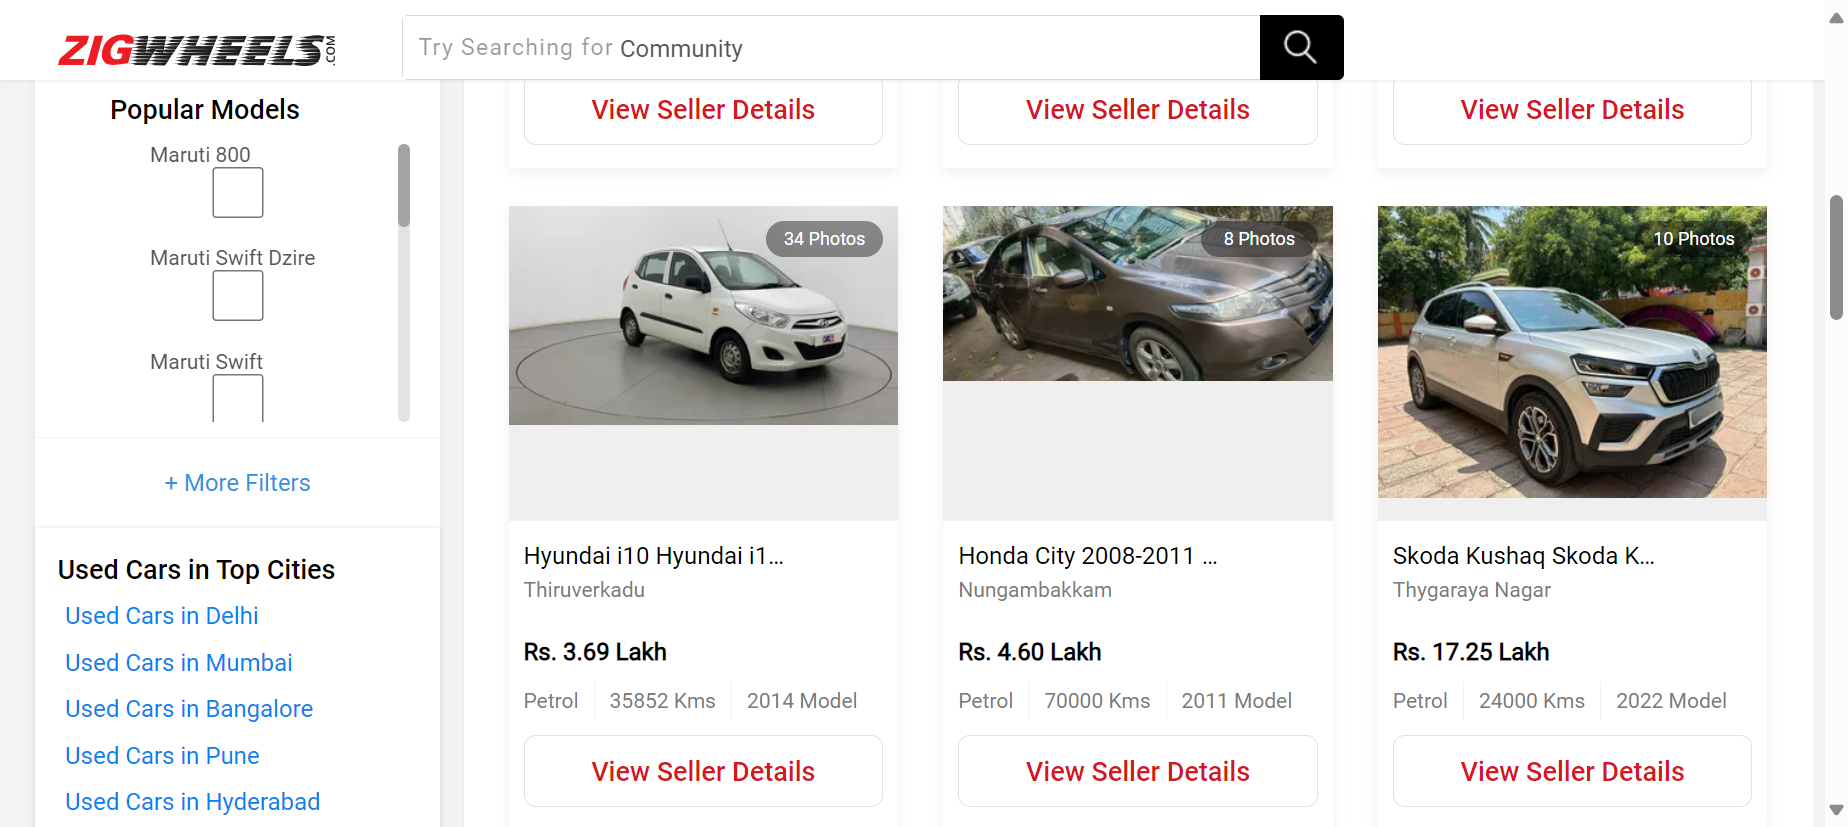 ZIGWHEELS.COM
Try Searching for Community
Popular Models
Maruti 800
Maruti Swift Dzire
Maruti Swift
+ More Filters
Used Cars in Top Cities
Used Cars in Delhi
Used Cars in Mumbai
Used Cars in Bangalore
Used Cars in Pune
Used Cars in Hyderabad
View Seller Details
View Seller Details
View Seller Details
34 Photos
Hyundai i10 Hyundai i1...
Thiruverkadu
Rs. 3.69 Lakh
Petrol 35852 Kms 2014 Model
View Seller Details
8 Photos
Honda City 2008-2011 ...
Nungambakkam
Rs. 4.60 Lakh
Petrol 70000 Kms 2011 Model
View Seller Details
10 Photos
Skoda Kushaq Skoda K...
Thygaraya Nagar
Rs. 17.25 Lakh
Petrol 24000 Kms 2022 Model
View Seller Details